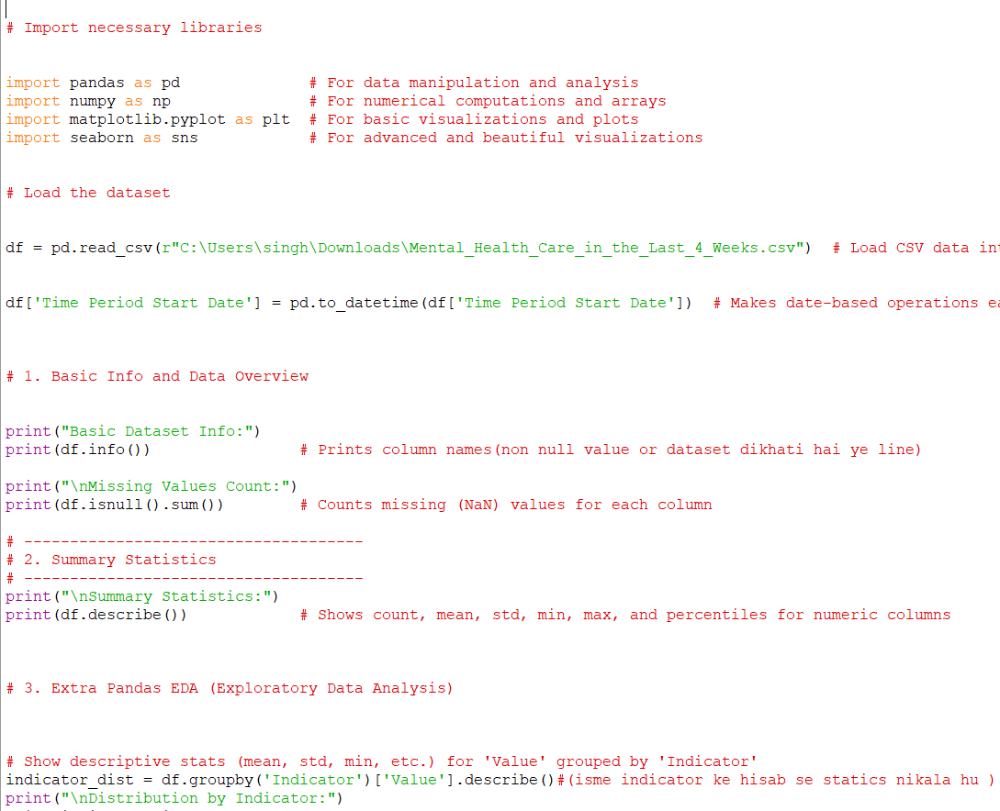 # Import necessary libraries
import pandas as pd              # For data manipulation and analysis
import numpy as np               # For numerical computations and arrays
import matplotlib.pyplot as plt  # For basic visualizations and plots
import seaborn as sns            # For advanced and beautiful visualizations
# Load the dataset
df = pd.read_csv(r"C:\Users\singh\Downloads\Mental_Health_Care_in_the_Last_4_Weeks.csv")  # Load CSV data
df['Time Period Start Date'] = pd.to_datetime(df['Time Period Start Date'])  # Makes date-based operations
# 1. Basic Info and Data Overview
print("Basic Dataset Info:")
print(df.info())                # Prints column names(non null value or dataset dikhati hai ye line)
print("\nMissing Values Count:")
print(df.isnull().sum())        # Counts missing (NaN) values for each column
# -------------------------------------
# 2. Summary Statistics
# -------------------------------------
print("\nSummary Statistics:")
print(df.describe())            # Shows count, mean, std, min, max, and percentiles for numeric columns
# 3. Extra Pandas EDA (Exploratory Data Analysis)
# Show descriptive stats (mean, std, min, etc.) for 'Value' grouped by 'Indicator'
indicator_dist = df.groupby('Indicator')['Value'].describe()#(isme indicator ke hisab se statics nikala hu )
print("\nDistribution by Indicator:")